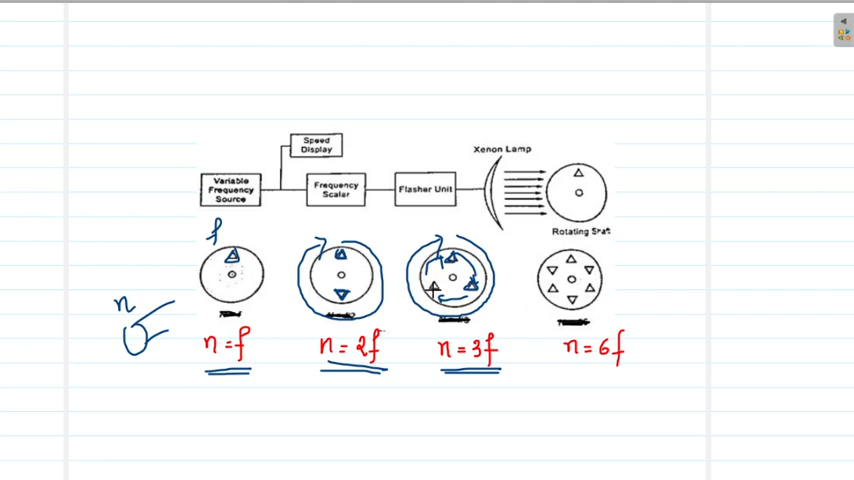 Speed
Display
Xenon Lamp
Variable
Frequency
Source
Frequency
Scalar
Flasher Unit
Rotating Shaft
f
n
n = f
n = 2f
n = 3f
n = 6f